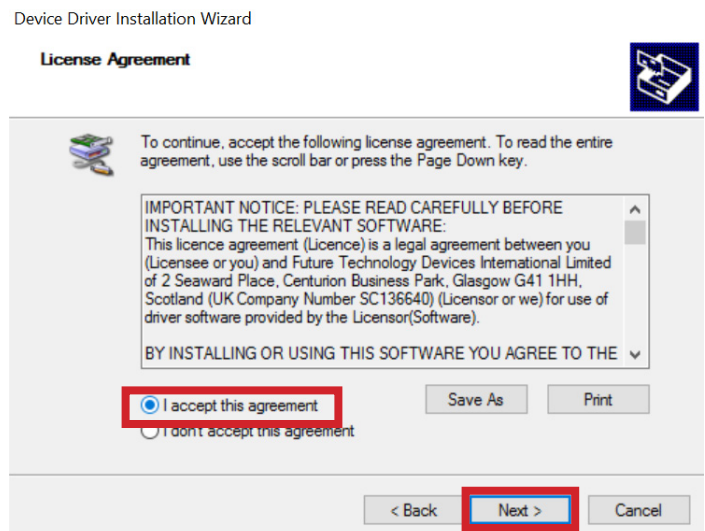 Device Driver Installation Wizard
License Agreement
To continue, accept the following license agreement. To read the entire
agreement, use the scroll bar or press the Page Down key.
IMPORTANT NOTICE: PLEASE READ CAREFULLY BEFORE
INSTALLING THE RELEVANT SOFTWARE:
This licence agreement (Licence) is a legal agreement between you
(Licensee or you) and Future Technology Devices International Limited
of 2 Seaward Place, Centurion Business Park, Glasgow G41 1HH,
Scotland (UK Company Number SC136640) (Licensor or we) for use of
driver software provided by the Licensor(Software).
BY INSTALLING OR USING THIS SOFTWARE YOU AGREE TO THE
I accept this agreement
Save As
Print
I don't accept this agreement
< Back
Next >
Cancel